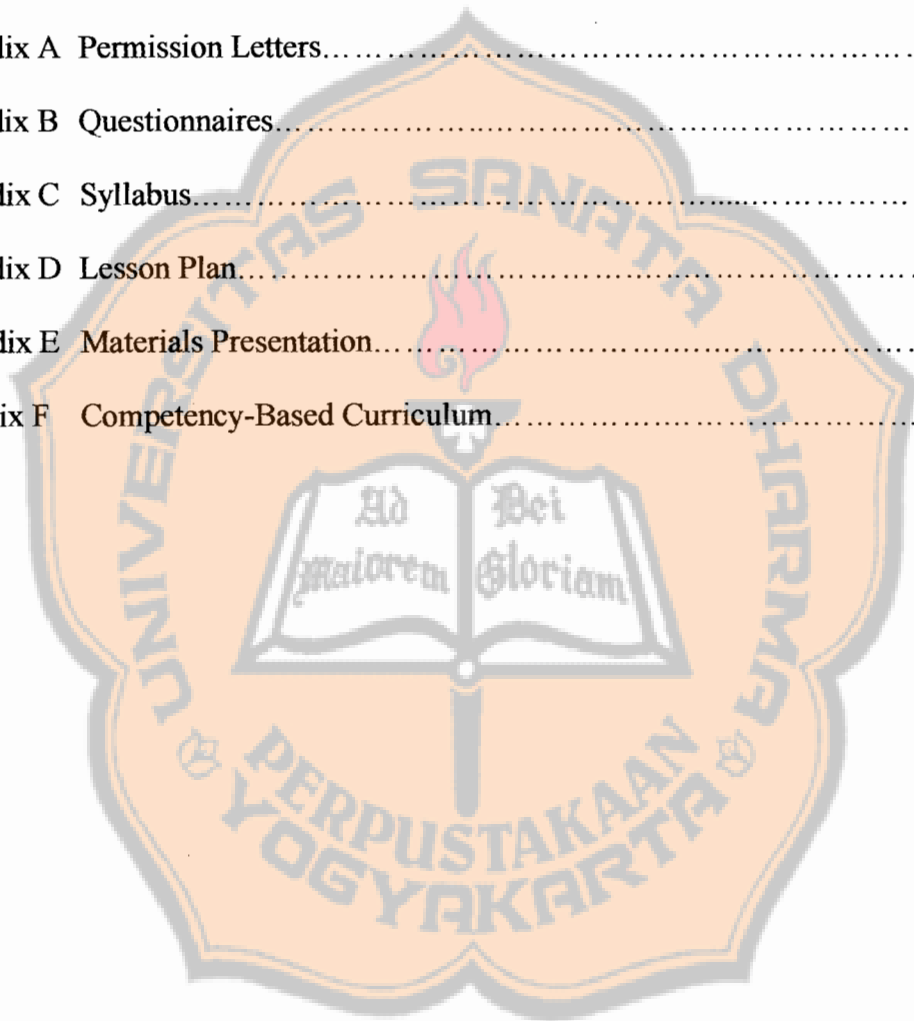 dix A Permission Letters
dix B Questionnaires
dix C Syllabus
dix D Lesson Plan
dix E Materials Presentation
ix F Competency-Based Curriculum
UNIVERSITAS SANATA DHARMA
Ad Dei
Maiorem Gloriam
PERPUSTAKAAN
YOGYAKARTA